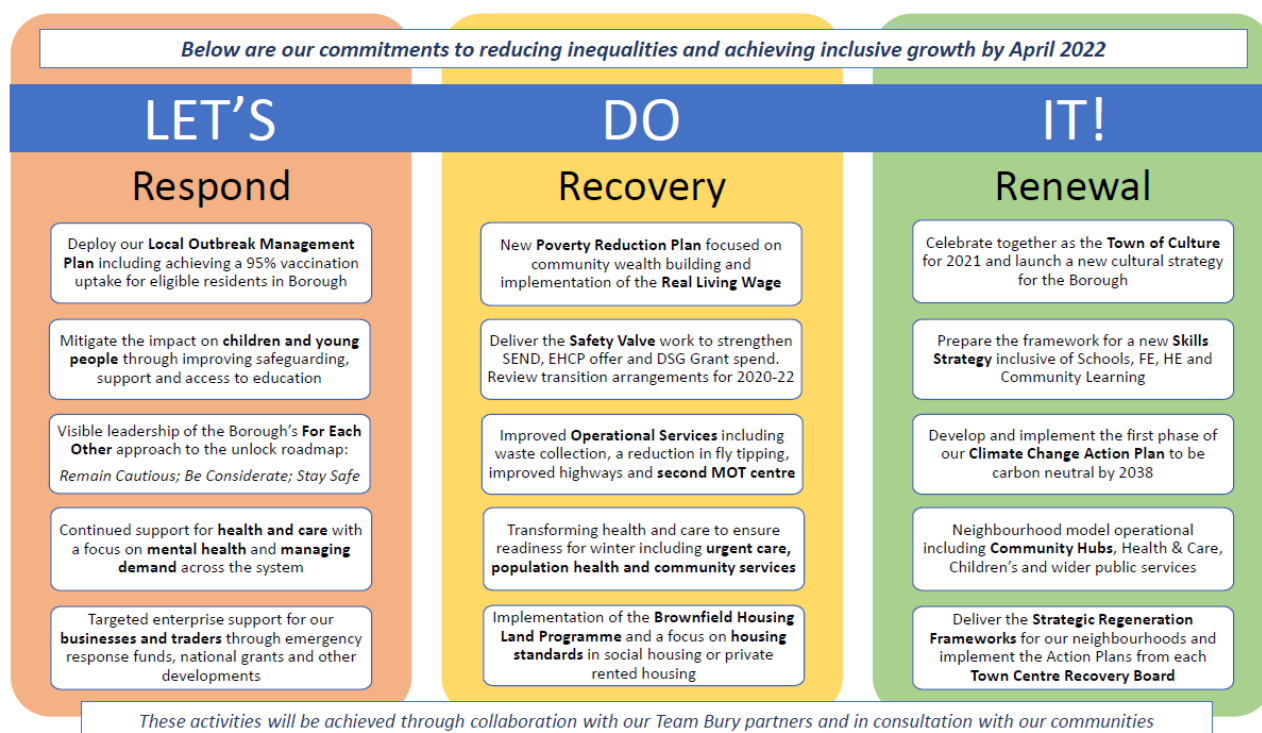 Below are our commitments to reducing inequalities and achieving inclusive growth by April 2022
LET'S
DO
IT!
Respond
Deploy our Local Outbreak Management
Plan including achieving a 95% vaccination
uptake for eligible residents in Borough
Mitigate the impact on children and young
people through improving safeguarding,
support and access to education
Visible leadership of the Borough's For Each
Other approach to the unlock roadmap:
Remain Cautious; Be Considerate; Stay Safe
Continued support for health and care with
a focus on mental health and managing
demand across the system
Targeted enterprise support for our
businesses and traders through emergency
response funds, national grants and other
developments
Recovery
New Poverty Reduction Plan focused on
community wealth building and
implementation of the Real Living Wage
Deliver the Safety Valve work to strengthen
SEND, EHCP offer and DSG Grant spend.
Review transition arrangements for 2020-22
Improved Operational Services including
waste collection, a reduction in fly tipping,
improved highways and second MOT centre
Transforming health and care to ensure
readiness for winter including urgent care,
population health and community services
Implementation of the Brownfield Housing
Land Programme and a focus on housing
standards in social housing or private
rented housing
Renewal
Celebrate together as the Town of Culture
for 2021 and launch a new cultural strategy
for the Borough
Prepare the framework for a new Skills
Strategy inclusive of Schools, FE, HE and
Community Learning
Develop and implement the first phase of
our Climate Change Action Plan to be
carbon neutral by 2038
Neighbourhood model operational
including Community Hubs, Health & Care,
Children's and wider public services
Deliver the Strategic Regeneration
Frameworks for our neighbourhoods and
implement the Action Plans from each
Town Centre Recovery Board
These activities will be achieved through collaboration with our Team Bury partners and in consultation with our communities